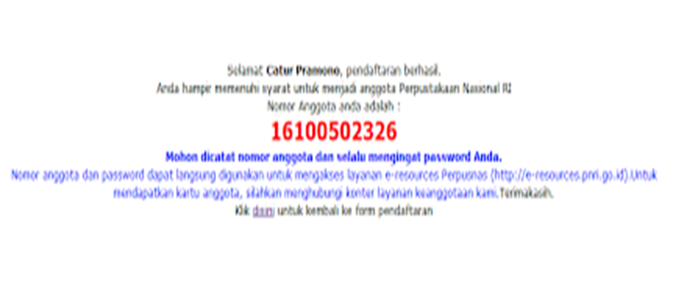 Selamat Catur Pramono, pendaftaran berhasil.
Anda hampir memenuhi syarat untuk menjadi anggota Perpustakaan Nasional RI
Nomor Anggota anda adalah :
16100502326
Mohon dicatat nomor anggota dan selalu mengingat password Anda.
Nomor anggota dan password dapat langsung digunakan untuk mengakses layanan e-resources Perpusnas (http://e-resources.pnri.go.id).Untuk
mendapatkan kartu anggota, silahkan menghubungi konter layanan keanggotaan kami.Terimakasih.
Klik disini untuk kembali ke form pendaftaran